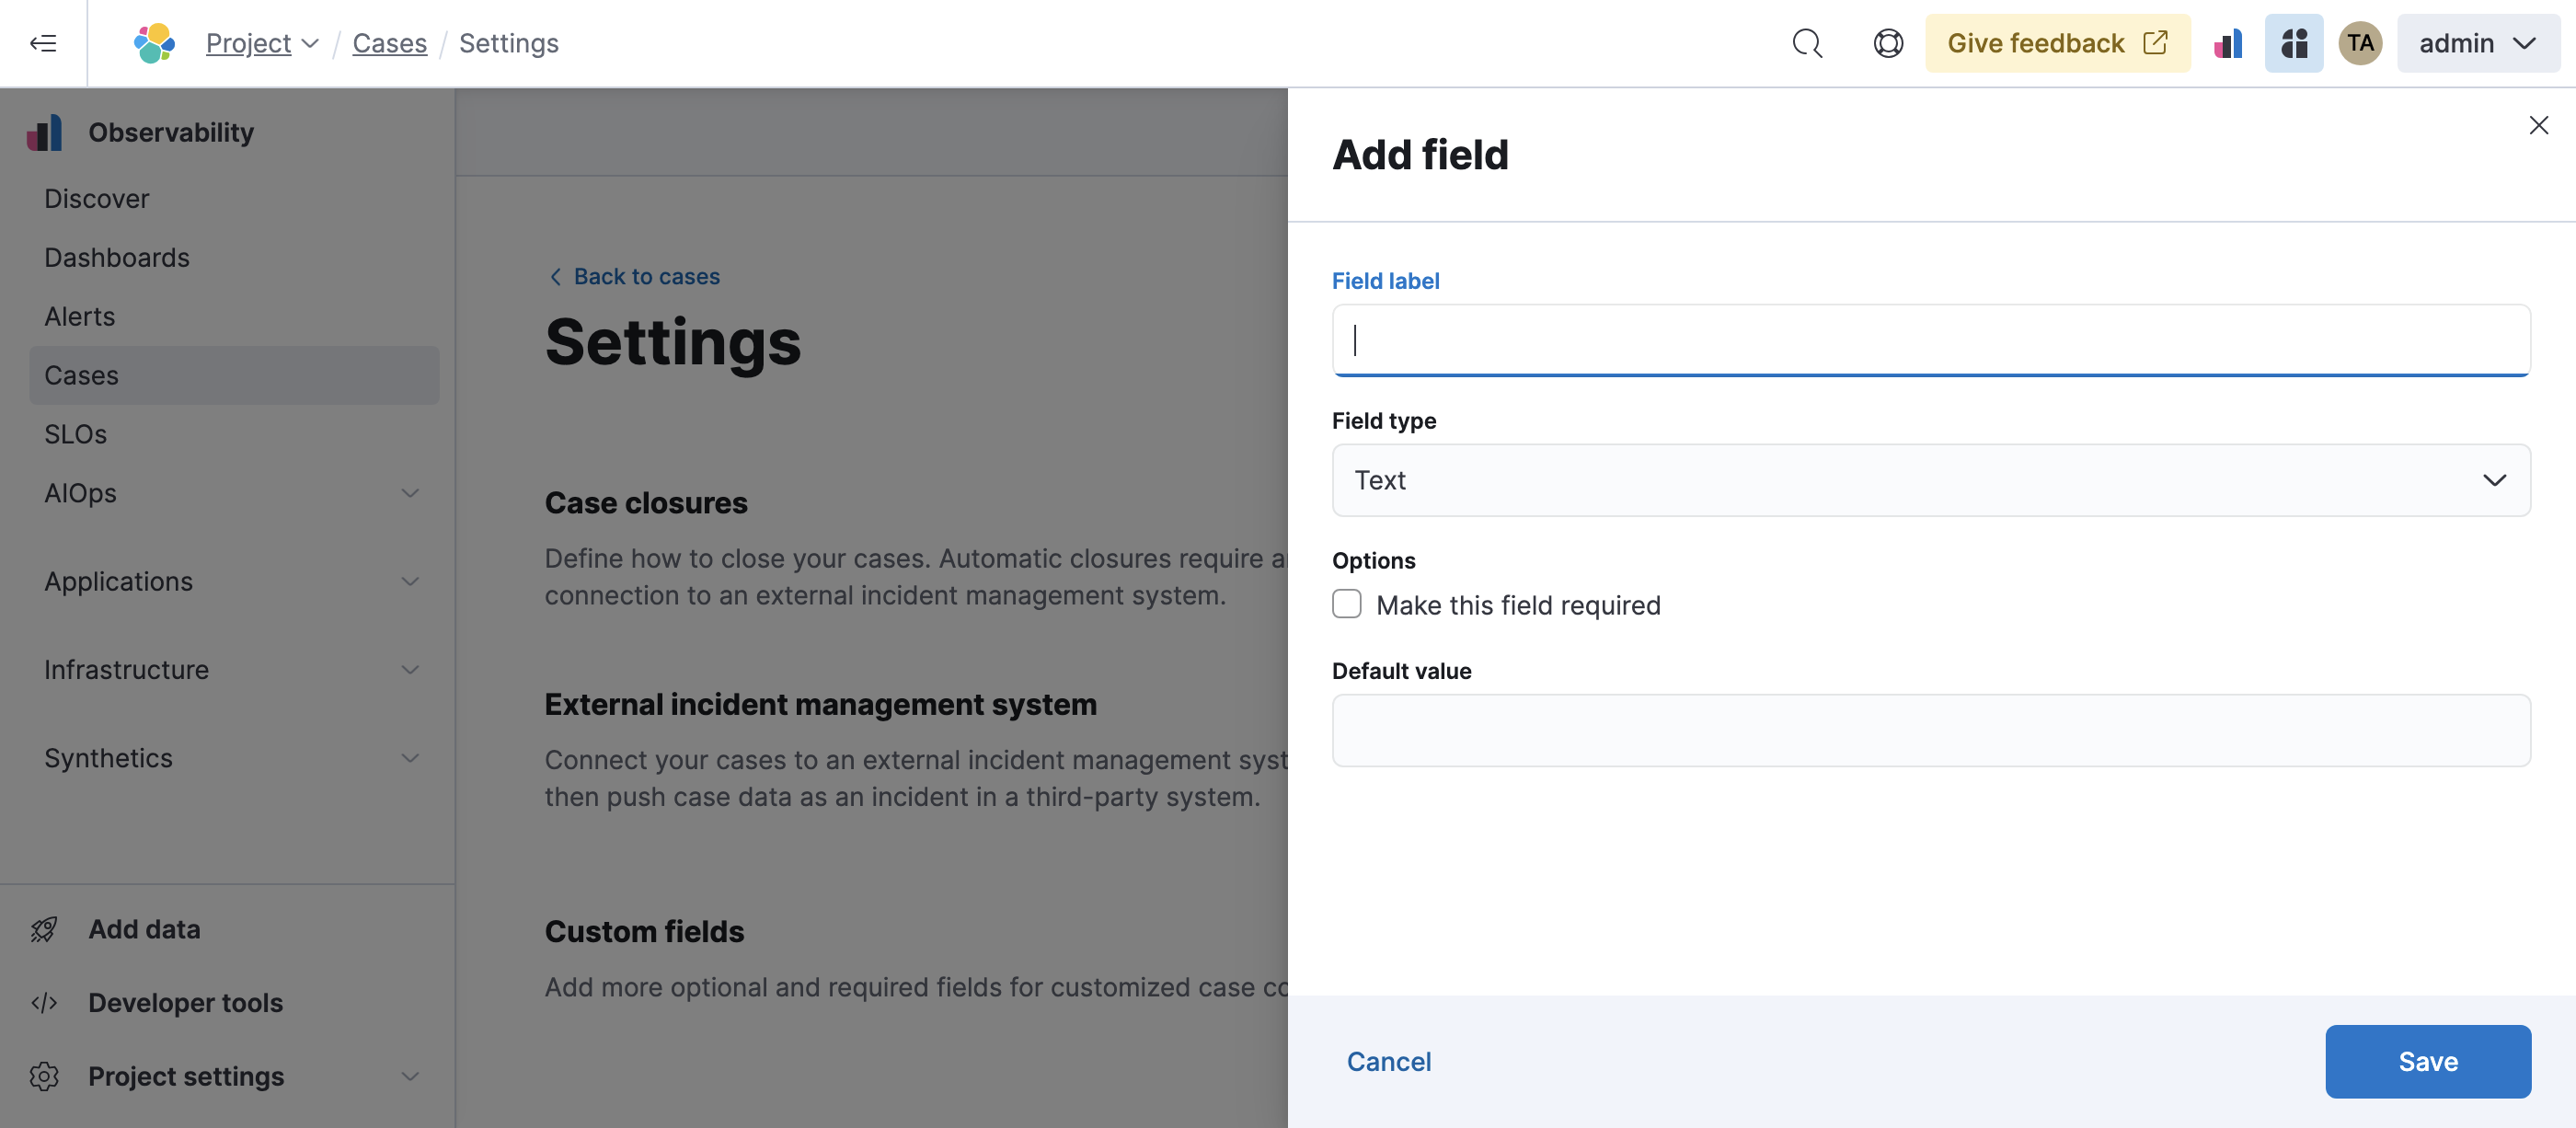 Project / Cases / Settings
Give feedback
TA
admin
Observability
Discover
Dashboards
Alerts
Cases
SLOs
AIOps
Applications
Infrastructure
Synthetics
Add data
Developer tools
Project settings
Back to cases
Settings
Case closures
Define how to close your cases. Automatic closures require
connection to an external incident management system.
External incident management system
Connect your cases to an external incident management
then push case data as an incident in a third-party system.
Custom fields
Add more optional and required fields for customized case
Add field
Field label
Field type
Text
Options
Make this field required
Default value
Cancel
Save